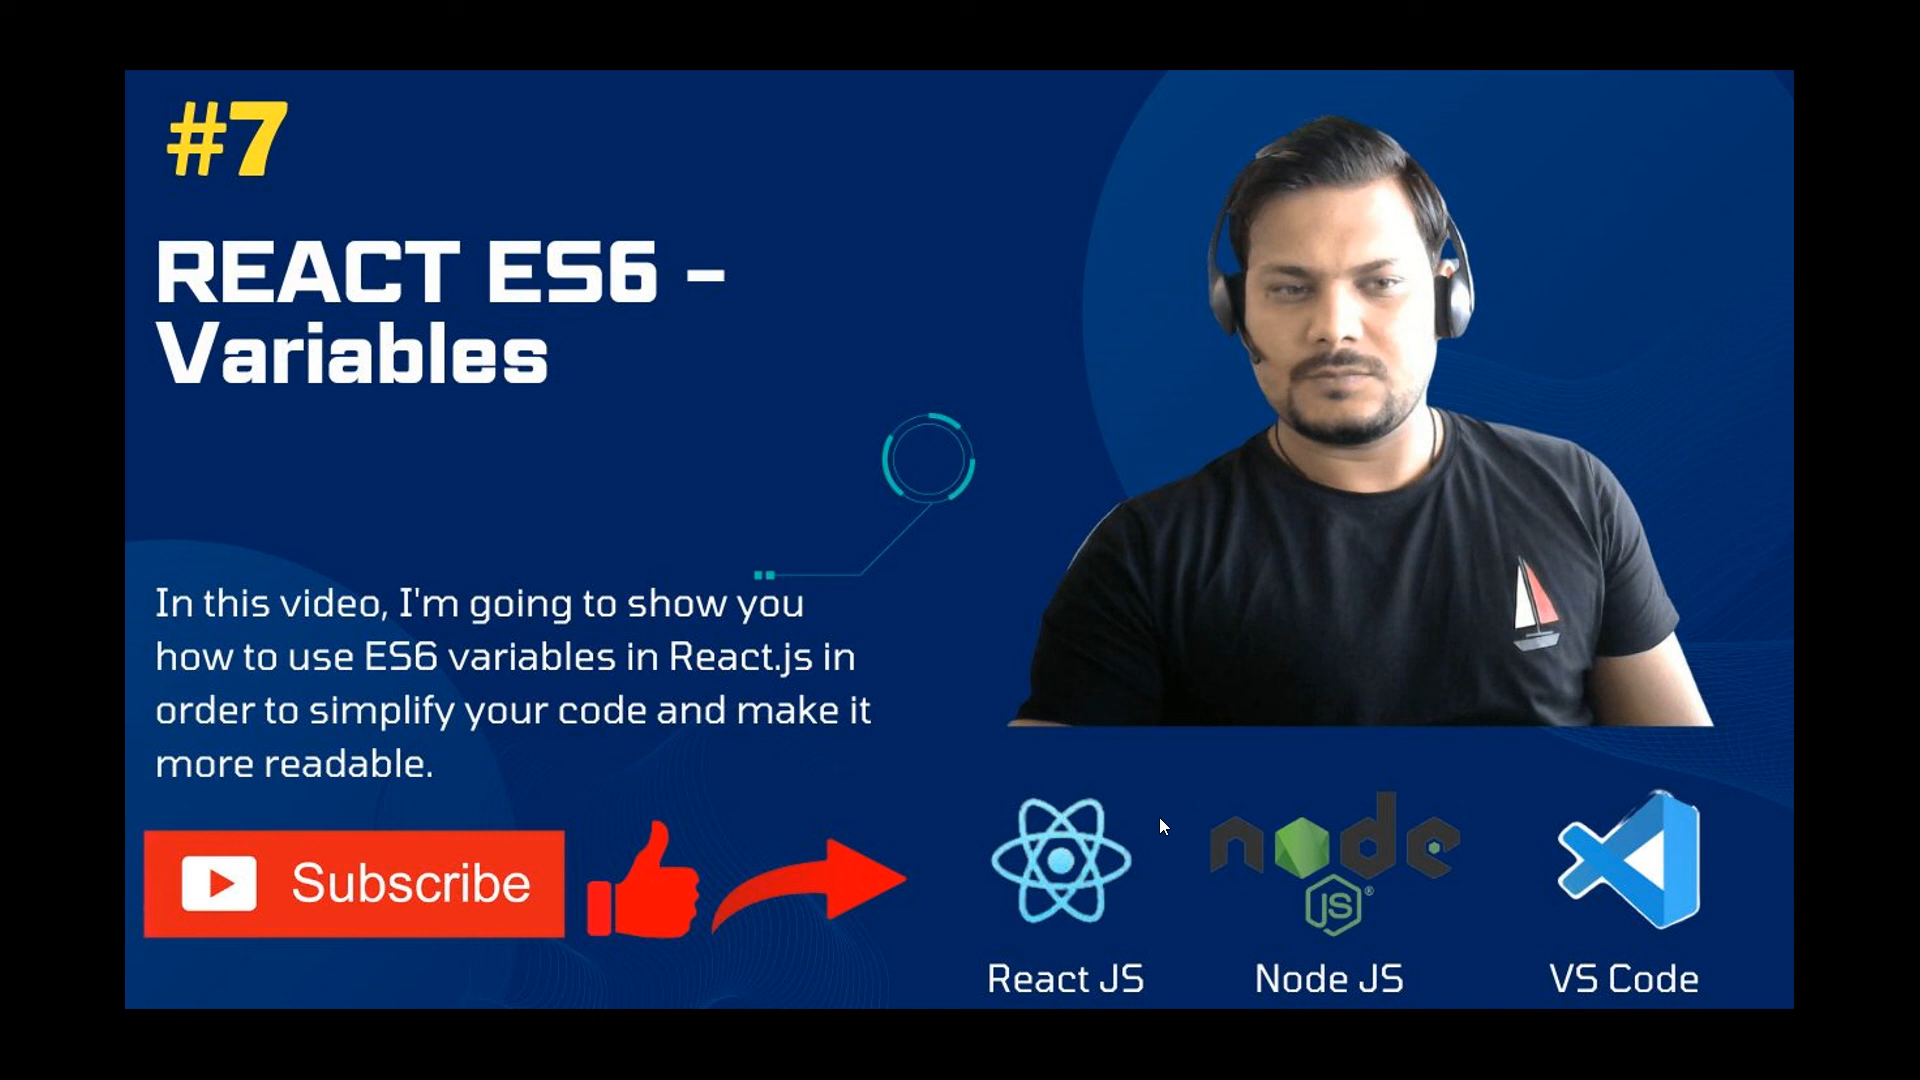 #7
REACT ES6 –
Variables
In this video, I'm going to show you
how to use ES6 variables in React.js in
order to simplify your code and make it
more readable.
Subscribe
node
JS®
React JS
Node JS
VS Code